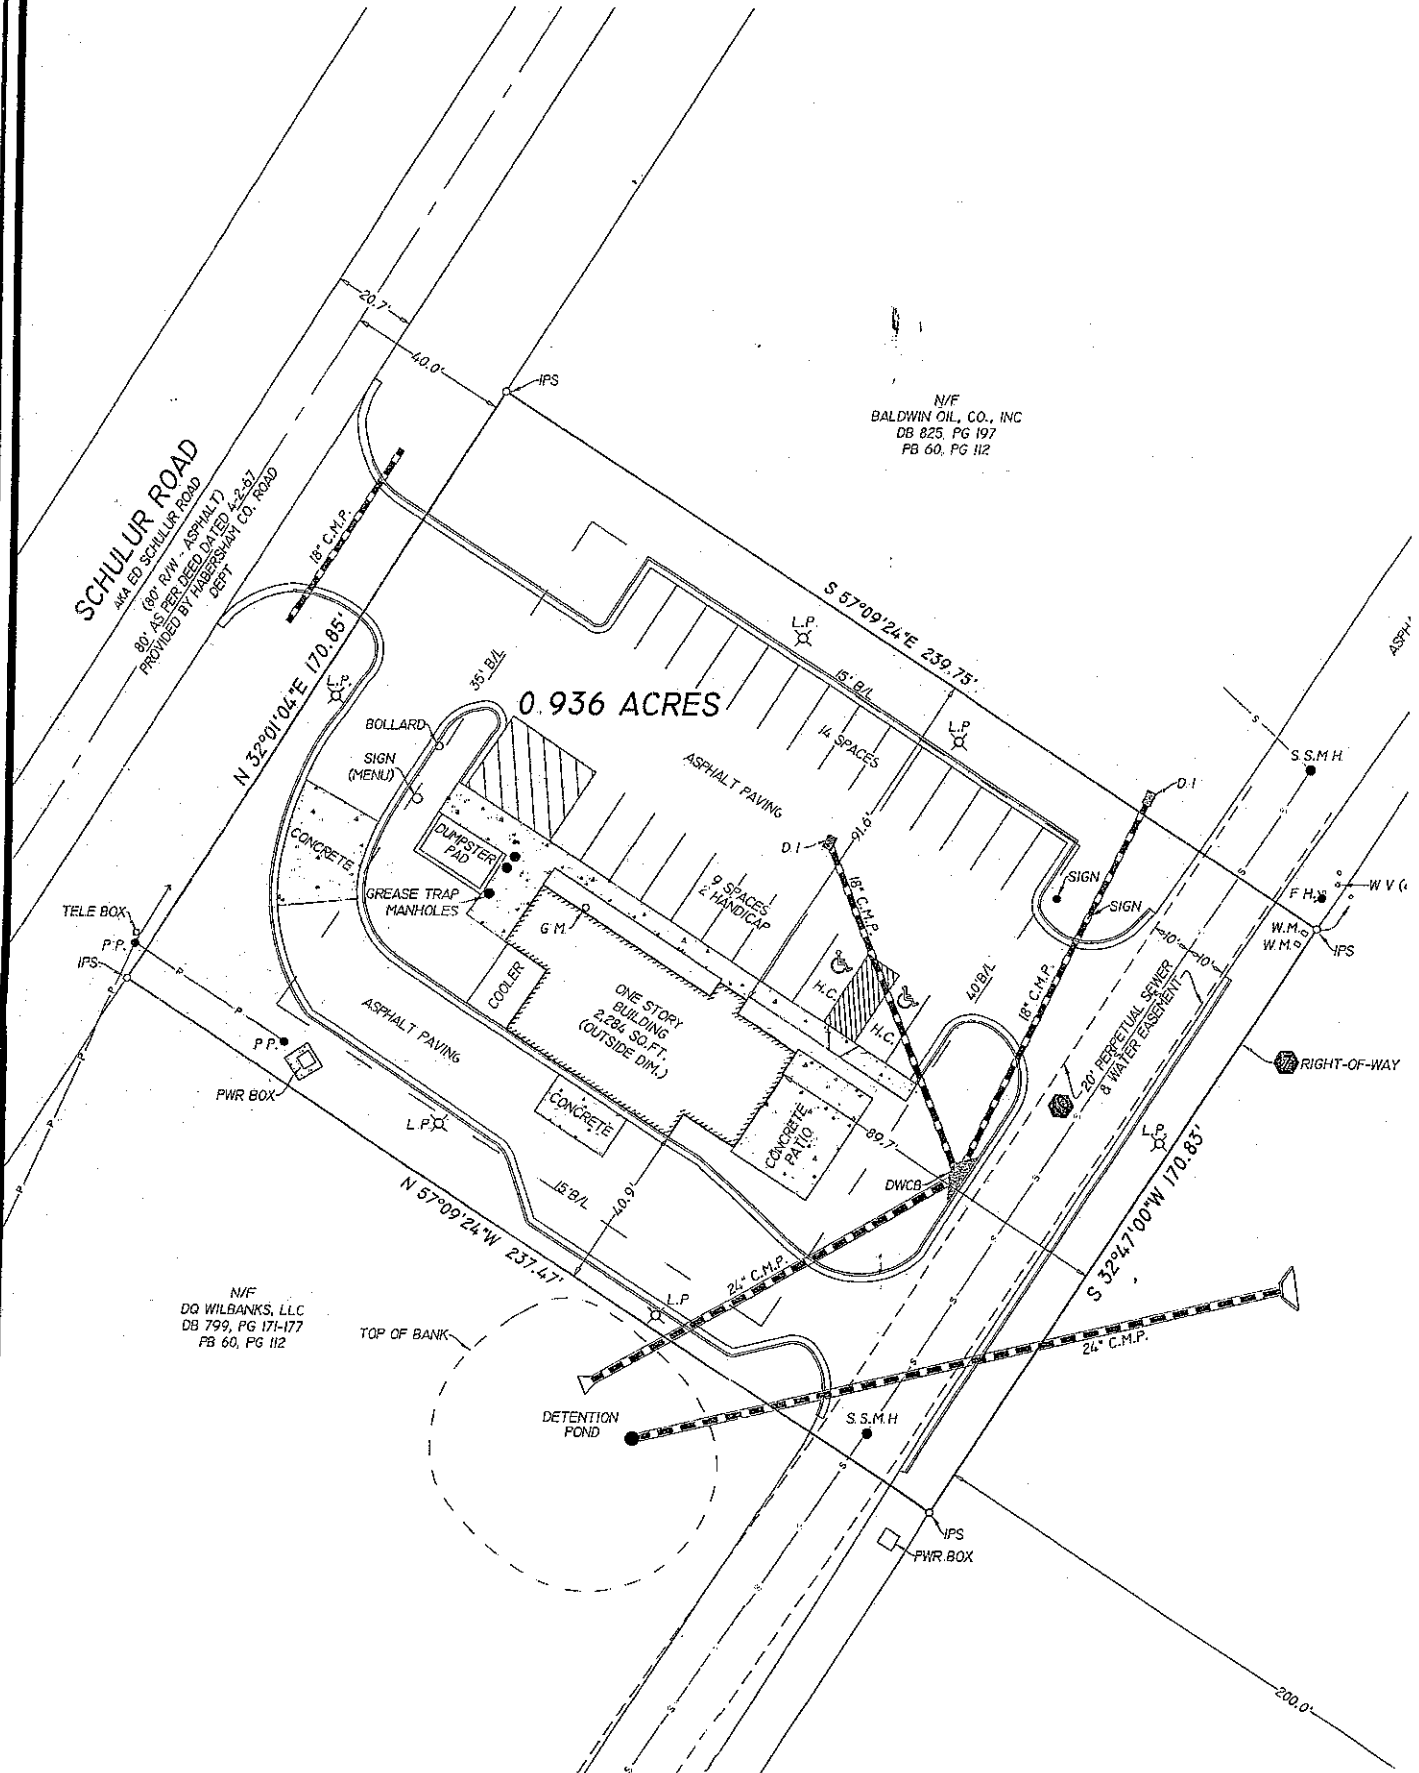 20.7'
40.0'
IPS
N/F
BALDWIN OIL, CO., INC
DB 825, PG 197
PB 60, PG 112
SCHULUR ROAD
AKA ED SCHULUR ROAD
(80' R/W - ASPHALT)
80' AS PER DEED DATED 4-2-67
PROVIDED BY HABERSHAM CO. ROAD
DEPT
18" C.M.P.
N 32°01'04"E 170.85'
S 57°09'24"E 239.75'
L.P.
L.P.
35' B/L
0.936 ACRES
15' B/L
L.P.
14 SPACES
BOLLARD
SIGN
(MENU)
ASPHALT PAVING
S.S.M.H.
D.I
91.6'
D.I
CONCRETE
DUMPSTER
PAD
GREASE TRAP
MANHOLES
9 SPACES
2 HANDICAP
18" C.M.P.
SIGN
SIGN
F.H.
W V (
W.M.
W.M.
IPS
TELE BOX
P.P.
IPS
G M
10'
10'
COOLER
H.C.
H.C.
40' B/L
18" C.M.P.
ONE STORY
BUILDING
2,284 SQ.FT.
(OUTSIDE DIM.)
ASPHALT PAVING
20' PERPETUAL SEWER
& WATER EASEMENT
RIGHT-OF-WAY
P
P
P
P
P.P.
PWR BOX
L.P.
CONCRETE
CONCRETE
PATIO
89.7'
L.P.
DWCB
N 57°09'24"W 237.47'
15' B/L
40.9'
S 32°47'00"W 170.83'
24" C.M.P.
N/F
DQ WILBANKS, LLC
DB 799, PG 171-177
PB 60, PG 112
TOP OF BANK
L.P
24" C.M.P.
DETENTION
POND
S.S.M.H
IPS
PWR.BOX
200.0'
S
S
S
S
ASPH